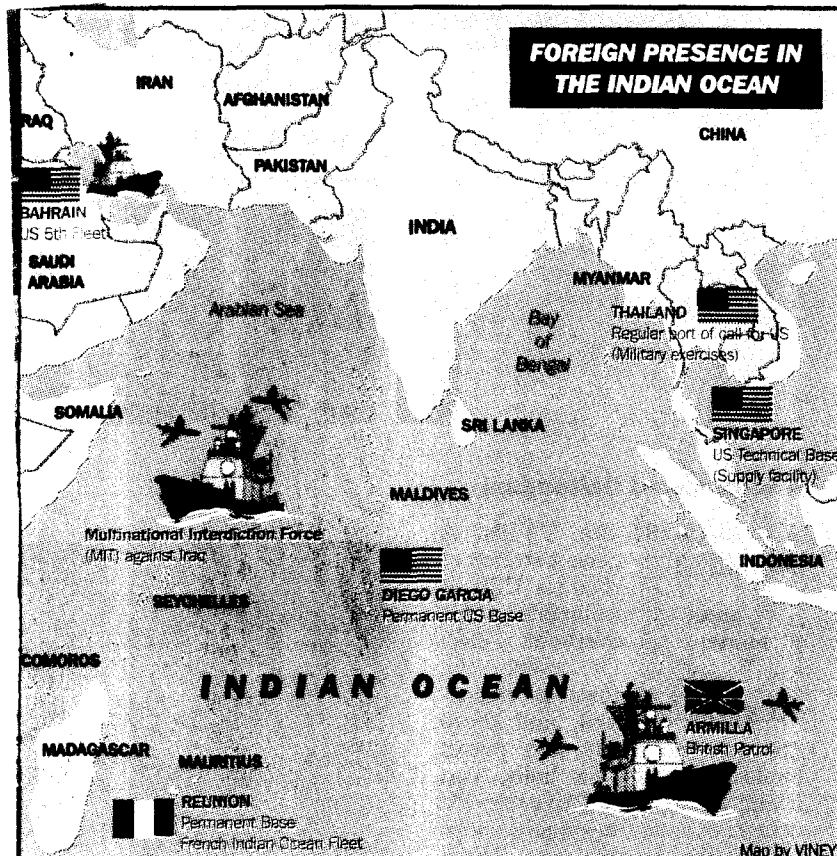 FOREIGN PRESENCE IN
THE INDIAN OCEAN
IRAN
AFGHANISTAN
RAQ
CHINA
PAKISTAN
BAHRAIN
US 5th Fleet
INDIA
SAUDI
ARABIA
MYANMAR
Arabian Sea
Bay
of
Bengal
THAILAND
Regular port of call for US
(Military exercises)
SOMALIA
SRI LANKA
SINGAPORE
US Technical Base
(Supply facility)
MALDIVES
Multinational Interdiction Force
(MIT) against Iraq
INDONESIA
DIEGO GARCIA
Permanent US Base
SEYCHELLES
COMOROS
INDIAN OCEAN
ARMILLA
British Patrol
MADAGASCAR
MAURITIUS
REUNION
Permanent Base
French Indian Ocean Fleet
Map by VINEY